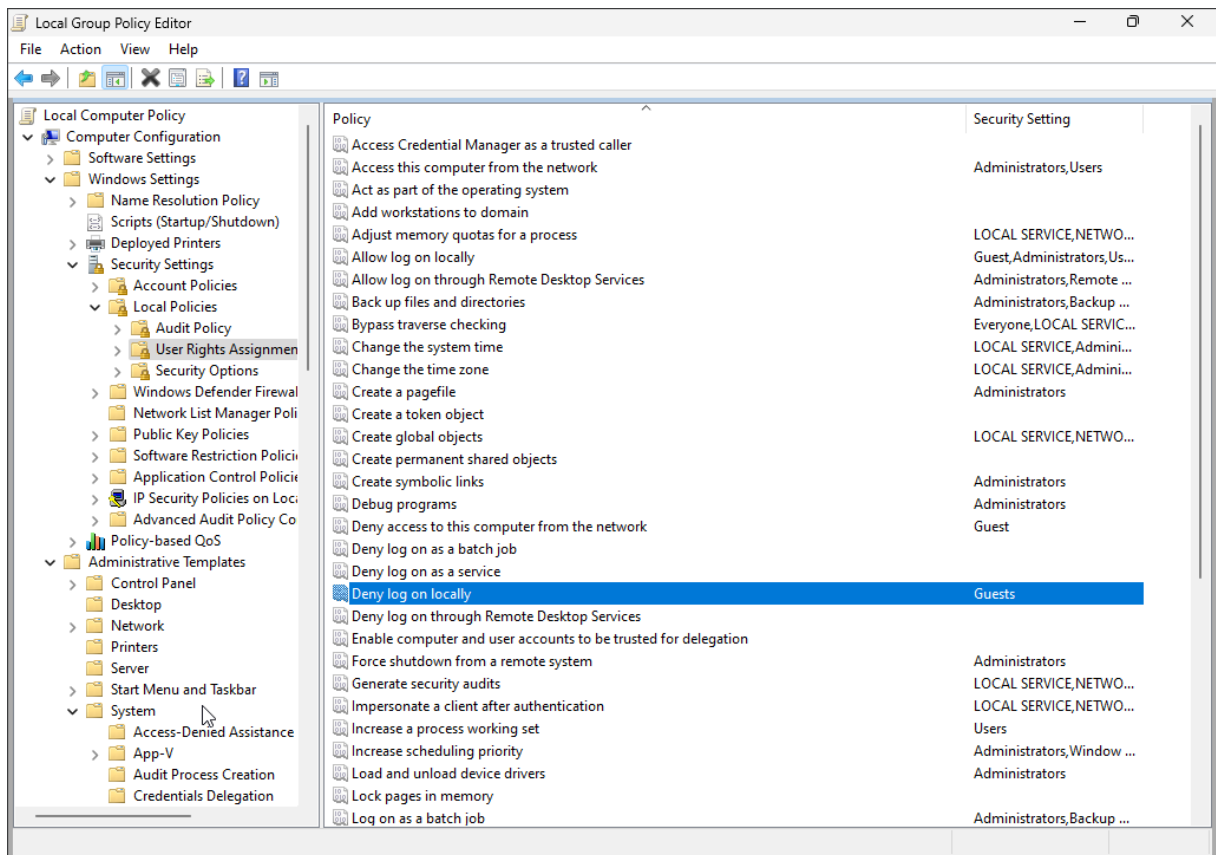 Local Group Policy Editor
File Action View Help
Local Computer Policy
Computer Configuration
Software Settings
Windows Settings
Name Resolution Policy
Scripts (Startup/Shutdown)
Deployed Printers
Security Settings
Account Policies
Local Policies
Audit Policy
User Rights Assignmen
Security Options
Windows Defender Firewal
Network List Manager Poli
Public Key Policies
Software Restriction Polici
Application Control Policie
IP Security Policies on Loca
Advanced Audit Policy Co
Policy-based QoS
Administrative Templates
Control Panel
Desktop
Network
Printers
Server
Start Menu and Taskbar
System
Access-Denied Assistance
App-V
Audit Process Creation
Credentials Delegation
Policy Security Setting
Access Credential Manager as a trusted caller
Access this computer from the network Administrators,Users
Act as part of the operating system
Add workstations to domain
Adjust memory quotas for a process LOCAL SERVICE,NETWO...
Allow log on locally Guest,Administrators,Us...
Allow log on through Remote Desktop Services Administrators,Remote ...
Back up files and directories Administrators,Backup ...
Bypass traverse checking Everyone,LOCAL SERVIC...
Change the system time LOCAL SERVICE,Admini...
Change the time zone LOCAL SERVICE,Admini...
Create a pagefile Administrators
Create a token object
Create global objects LOCAL SERVICE,NETWO...
Create permanent shared objects
Create symbolic links Administrators
Debug programs Administrators
Deny access to this computer from the network Guest
Deny log on as a batch job
Deny log on as a service
Deny log on locally Guests
Deny log on through Remote Desktop Services
Enable computer and user accounts to be trusted for delegation
Force shutdown from a remote system Administrators
Generate security audits LOCAL SERVICE,NETWO...
Impersonate a client after authentication LOCAL SERVICE,NETWO...
Increase a process working set Users
Increase scheduling priority Administrators,Window ...
Load and unload device drivers Administrators
Lock pages in memory
Log on as a batch job Administrators,Backup ...